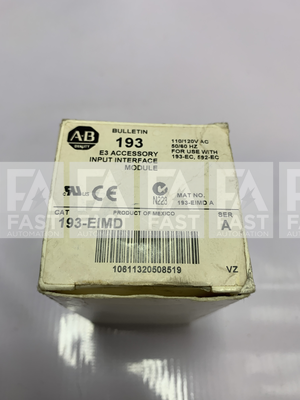 A-B
QUALITY
BULLETIN
193
E3 ACCESSORY
INPUT INTERFACE
MODULE
110/120V AC
50/60 HZ
FOR USE WITH
193-EC, 592-EC
c UL US
CE
N223
MAT NO.
193-EIMD A
CAT
193-EIMD
PRODUCT OF MEXICO
SER
A
10611320508519
VZ
FA FAST